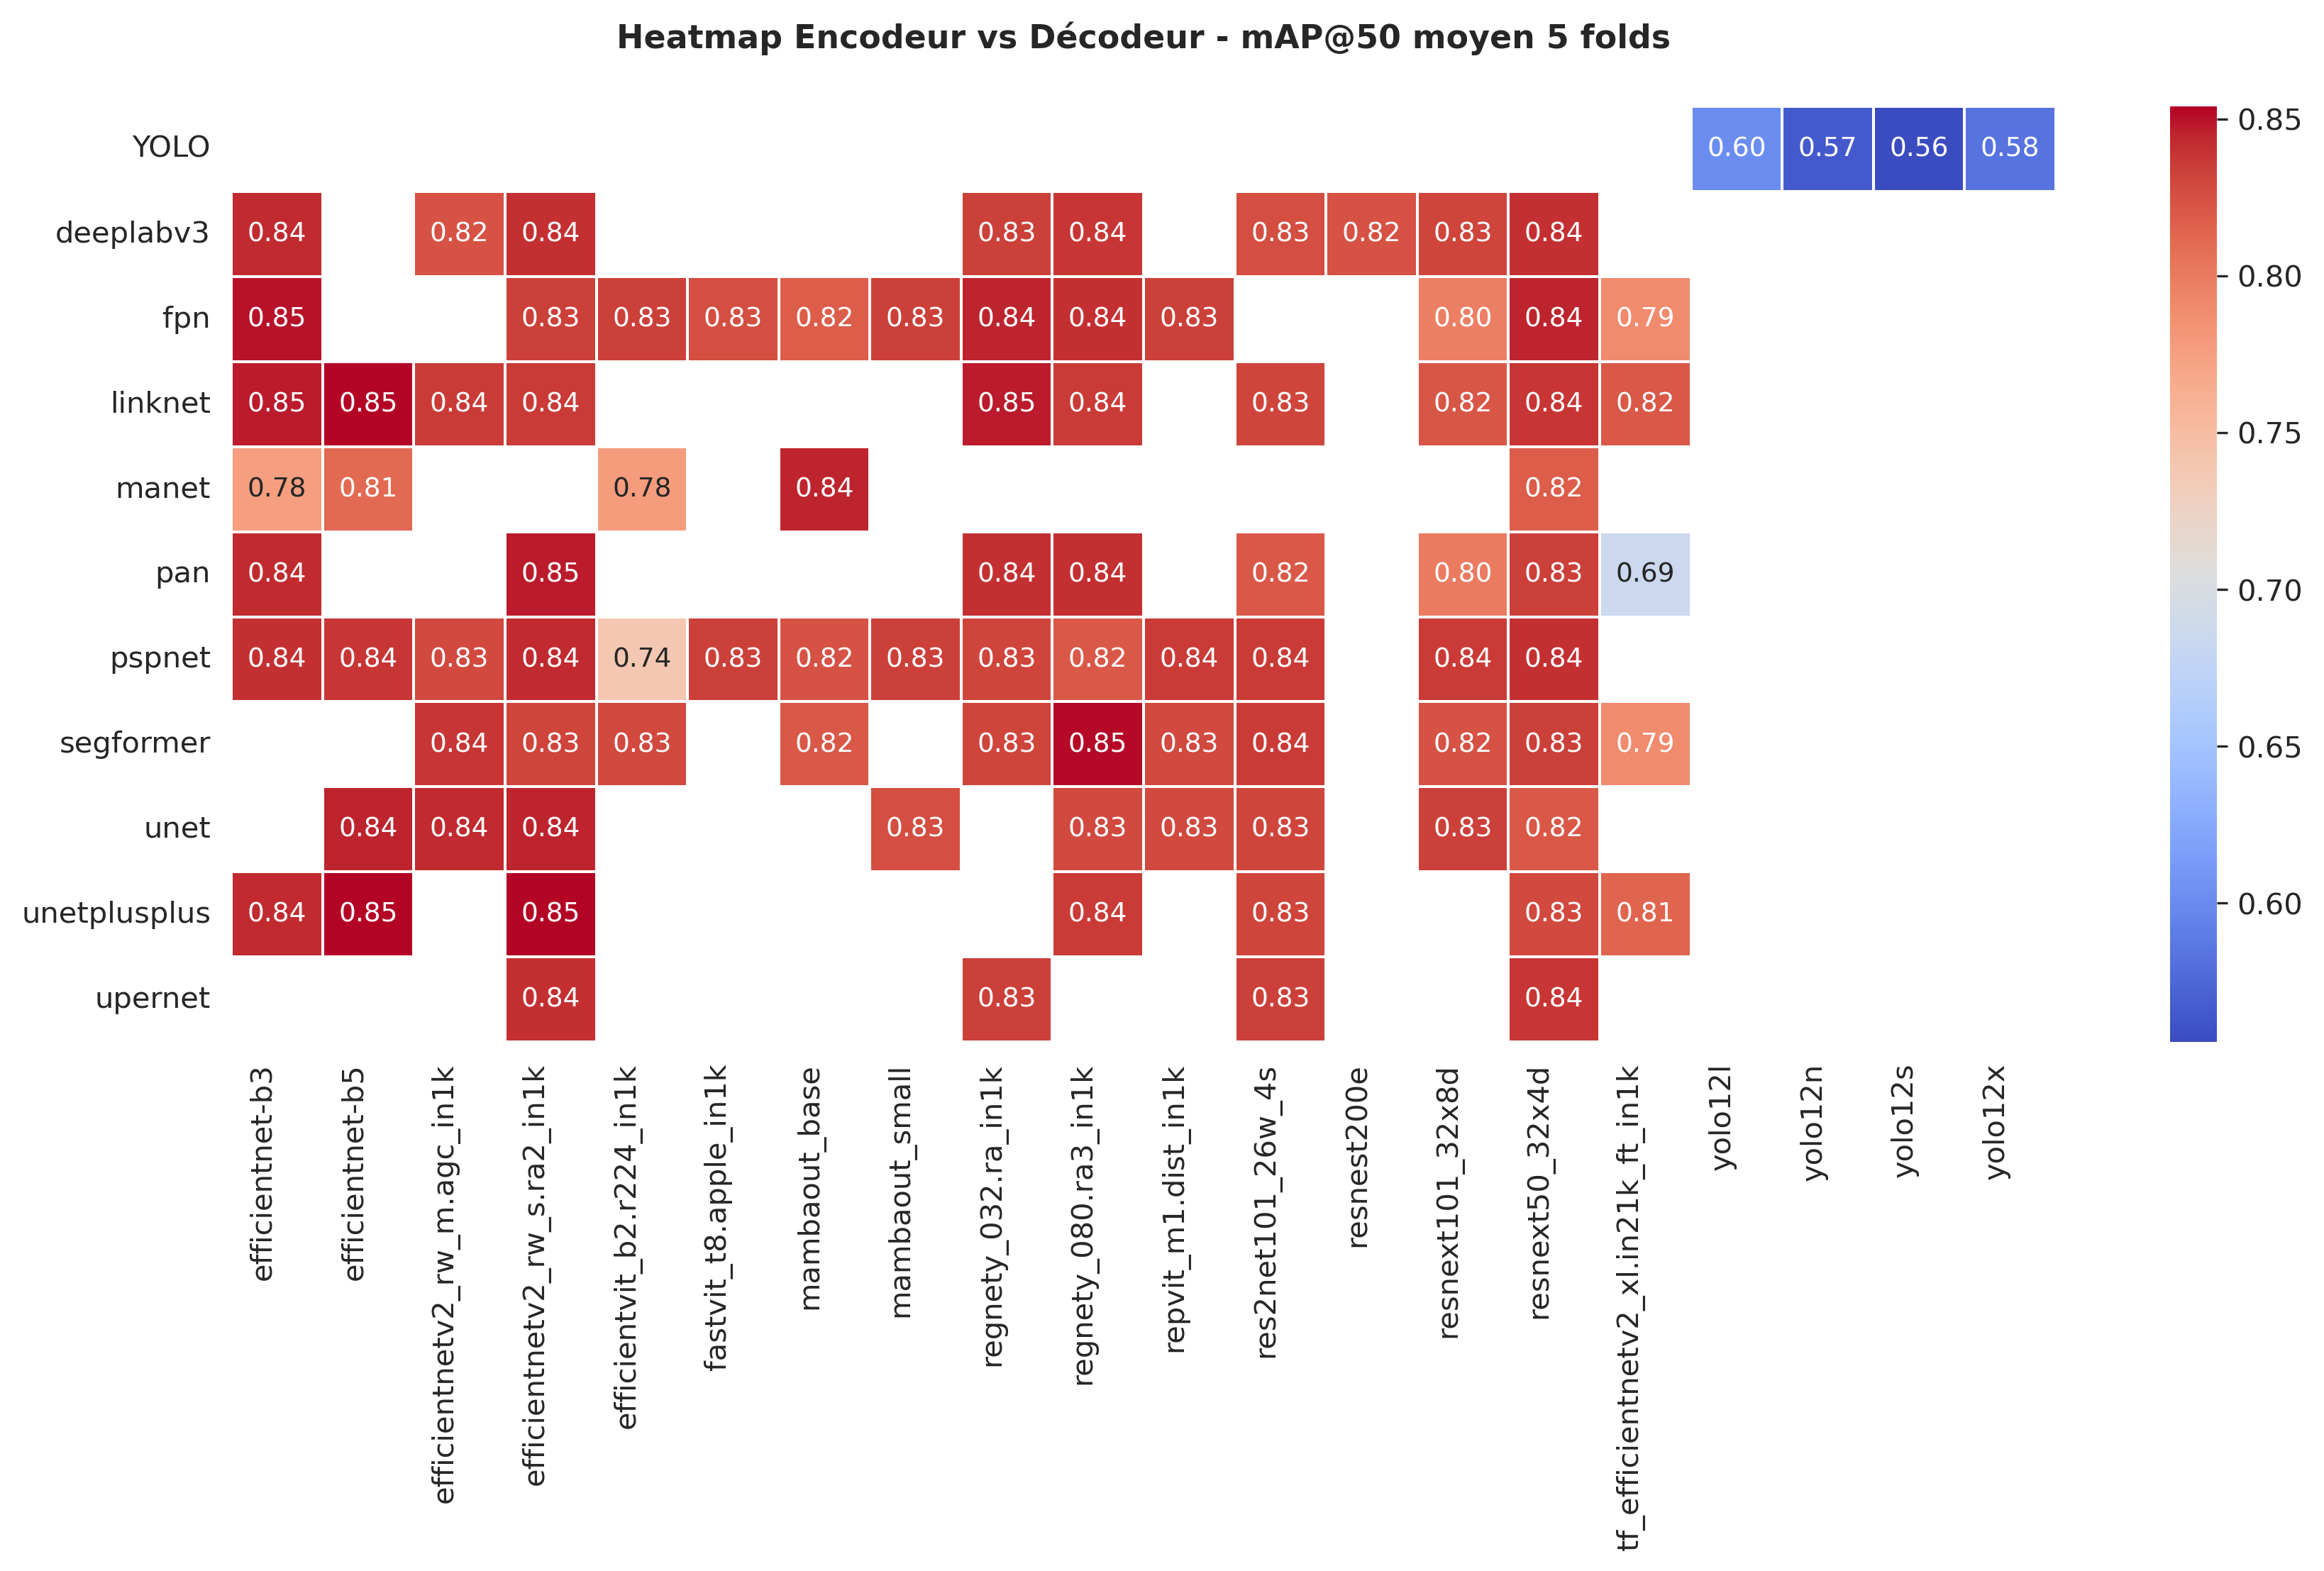 Heatmap Encodeur vs Décodeur - mAP@50 moyen 5 folds
YOLO 0.60 0.57 0.56 0.58
deeplabv3 0.84 0.82 0.84 0.83 0.84 0.83 0.82 0.83 0.84
fpn 0.85 0.83 0.83 0.83 0.82 0.83 0.84 0.84 0.83 0.80 0.84 0.79
linknet 0.85 0.85 0.84 0.84 0.85 0.84 0.83 0.82 0.84 0.82
manet 0.78 0.81 0.78 0.84 0.82
pan 0.84 0.85 0.84 0.84 0.82 0.80 0.83 0.69
pspnet 0.84 0.84 0.83 0.84 0.74 0.83 0.82 0.83 0.83 0.82 0.84 0.84 0.84 0.84
segformer 0.84 0.83 0.83 0.82 0.83 0.85 0.83 0.84 0.82 0.83 0.79
unet 0.84 0.84 0.84 0.83 0.83 0.83 0.83 0.83 0.82
unetplusplus 0.84 0.85 0.85 0.84 0.83 0.83 0.81
upernet 0.84 0.83 0.83 0.84
efficientnet-b3
efficientnet-b5
efficientnetv2_rw_m.agc_in1k
efficientnetv2_rw_s.ra2_in1k
efficientvit_b2.r224_in1k
fastvit_t8.apple_in1k
mambaout_base
mambaout_small
regnety_032.ra_in1k
regnety_080.ra3_in1k
repvit_m1.dist_in1k
res2net101_26w_4s
resnest200e
resnext101_32x8d
resnext50_32x4d
tf_efficientnetv2_xl.in21k_ft_in1k
yolo12l
yolo12n
yolo12s
yolo12x
0.85
0.80
0.75
0.70
0.65
0.60